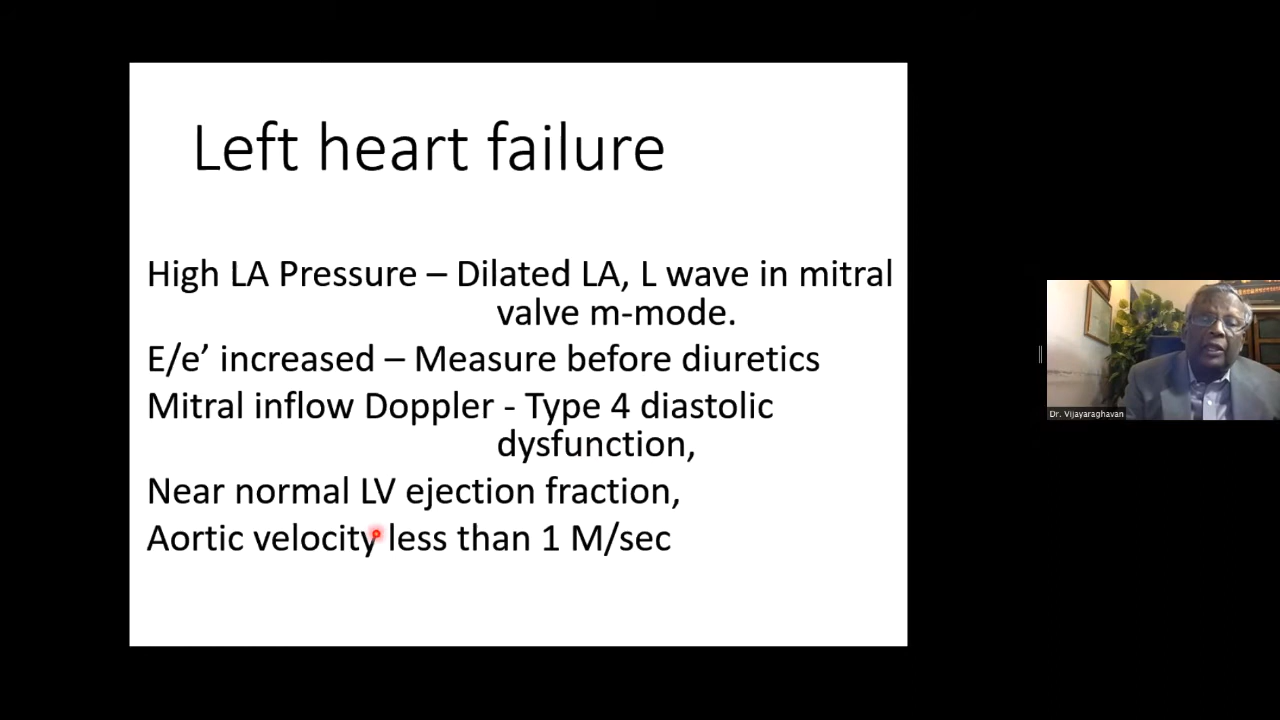 Left heart failure
High LA Pressure – Dilated LA, L wave in mitral
valve m-mode.
E/e’ increased – Measure before diuretics
Mitral inflow Doppler - Type 4 diastolic
dysfunction,
Near normal LV ejection fraction,
Aortic velocity less than 1 M/sec
Dr. Vijayaraghavan